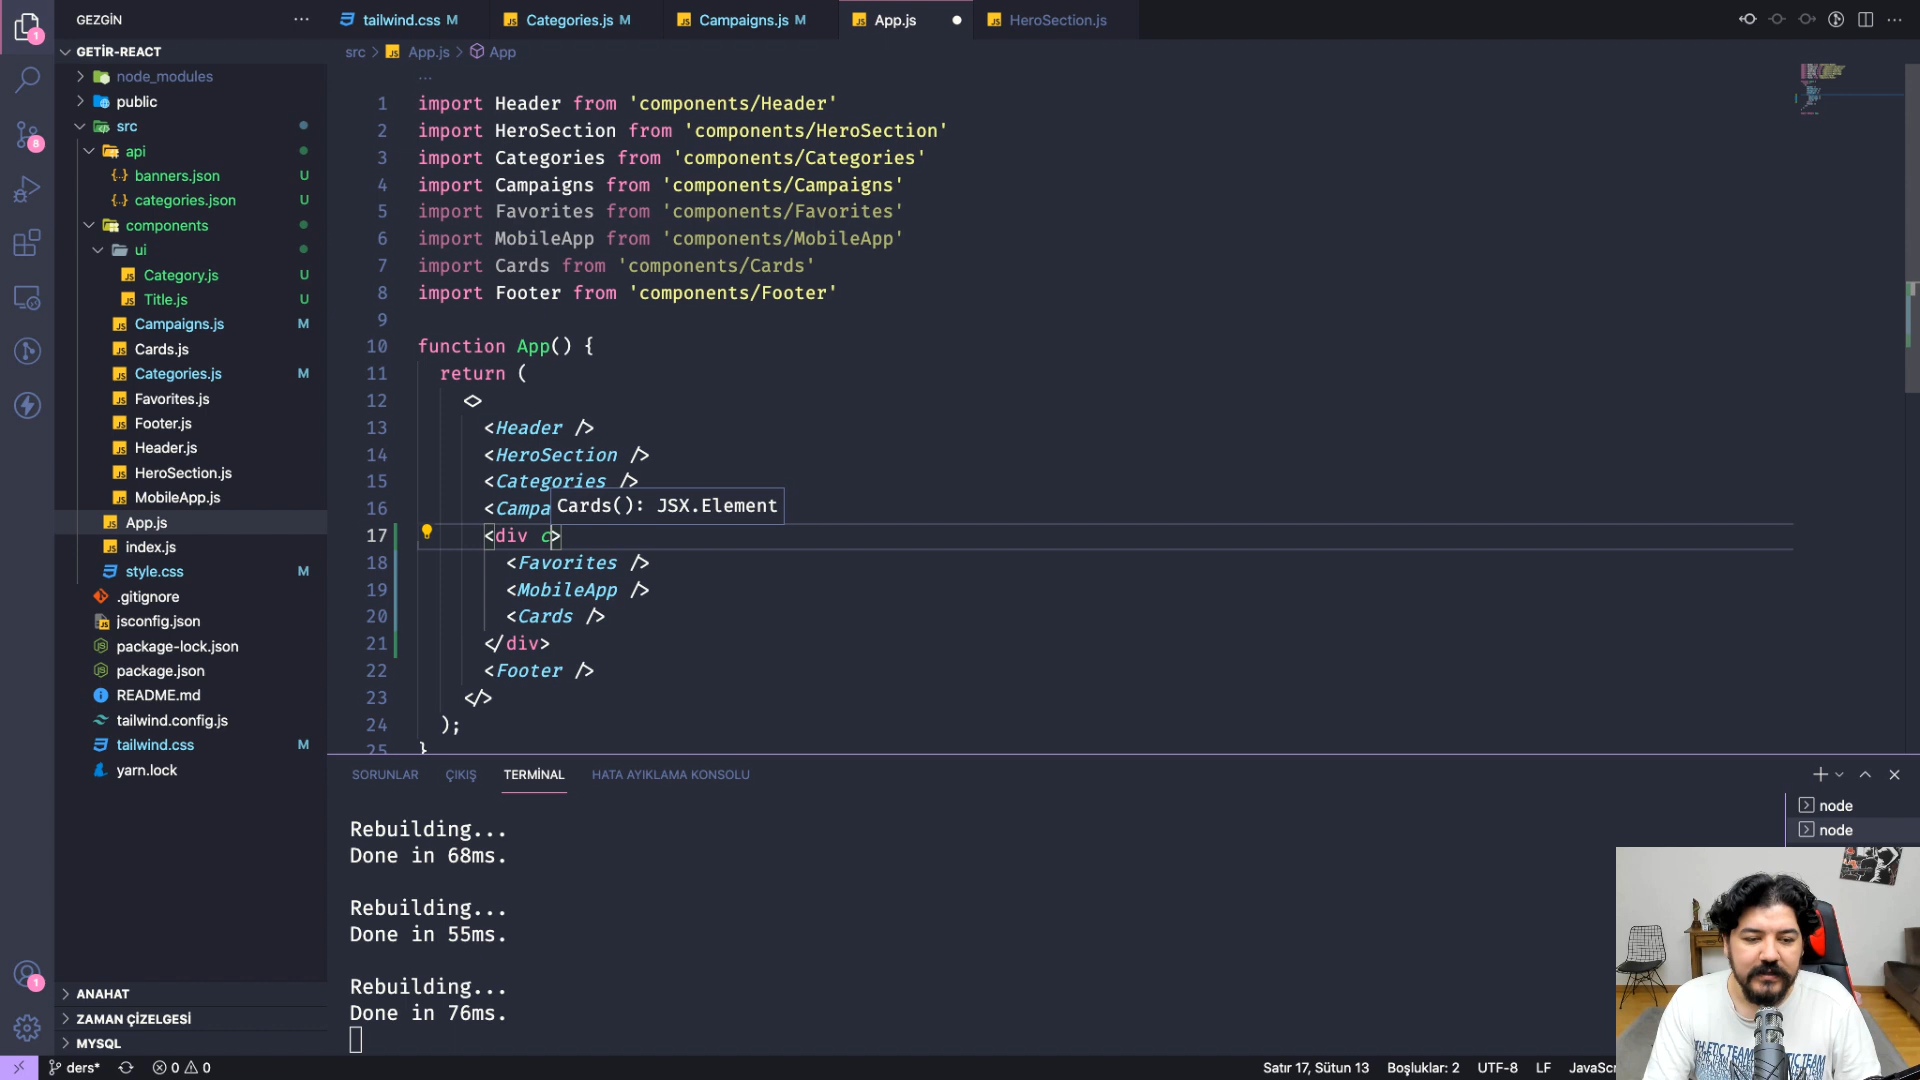 GEZGİN
tailwind.css M
Categories.js M
Campaigns.js M
App.js
HeroSection.js
1
GETİR-REACT
src > App.js > App
node_modules
public
src
api
banners.json U
categories.json U
components
ui
Category.js U
Title.js U
Campaigns.js M
Cards.js
Categories.js M
Favorites.js
Footer.js
Header.js
HeroSection.js
MobileApp.js
App.js
index.js
style.css M
.gitignore
jsconfig.json
package-lock.json
package.json
README.md
tailwind.config.js
tailwind.css M
yarn.lock
8
1
ANAHAT
ZAMAN ÇİZELGESİ
MYSQL
...
1 import Header from 'components/Header'
2 import HeroSection from 'components/HeroSection'
3 import Categories from 'components/Categories'
4 import Campaigns from 'components/Campaigns'
5 import Favorites from 'components/Favorites'
6 import MobileApp from 'components/MobileApp'
7 import Cards from 'components/Cards'
8 import Footer from 'components/Footer'
9
10 function App() {
11 return (
12 <>
13 <Header />
14 <HeroSection />
15 <Categories />
16 <Campa
Cards(): JSX.Element
17 <div c>
18 <Favorites />
19 <MobileApp />
20 <Cards />
21 </div>
22 <Footer />
23 </>
24 );
25 }
SORUNLAR ÇIKIŞ TERMİNAL HATA AYIKLAMA KONSOLU
Rebuilding...
Done in 68ms.
Rebuilding...
Done in 55ms.
Rebuilding...
Done in 76ms.
node
node
ders* 0 0
Satır 17, Sütun 13 Boşluklar: 2 UTF-8 LF JavaScr